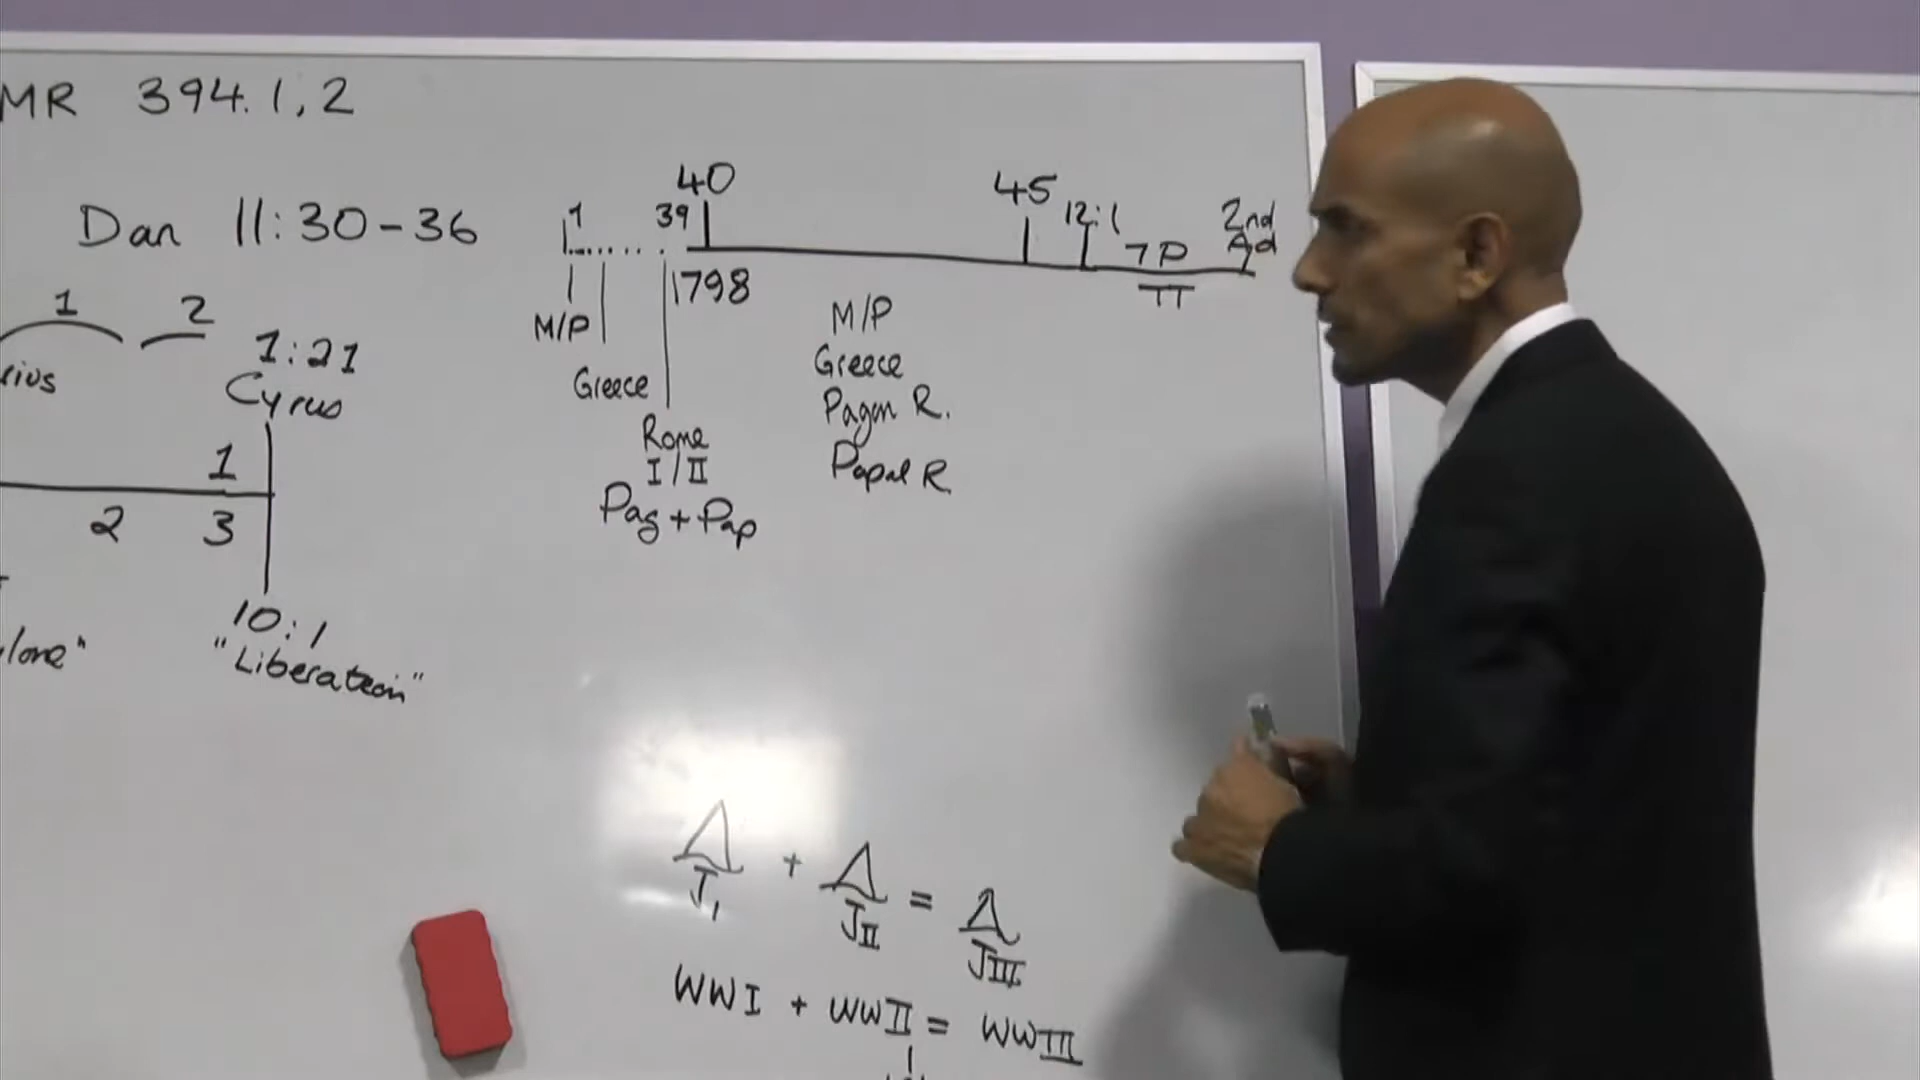 MR 394.1,2
Dan 11:30-36
1 2
1:21
Cyrus
1
2 3
10:1
"Liberation"
1 39 40 45 12:1 7P 2nd Ad
1798 TT
M/P
Greece
Rome
I/II
Pag + Pap
M/P
Greece
Pagan R.
Papal R.
J1 + JII = JIII
WWI + WWII = WWIII